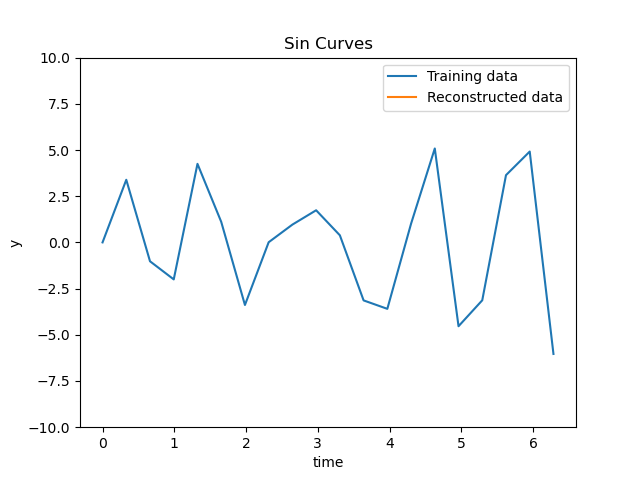 Sin Curves
10.0
7.5
5.0
2.5
0.0
−2.5
−5.0
−7.5
−10.0
y
Training data
Reconstructed data
0 1 2 3 4 5 6
time